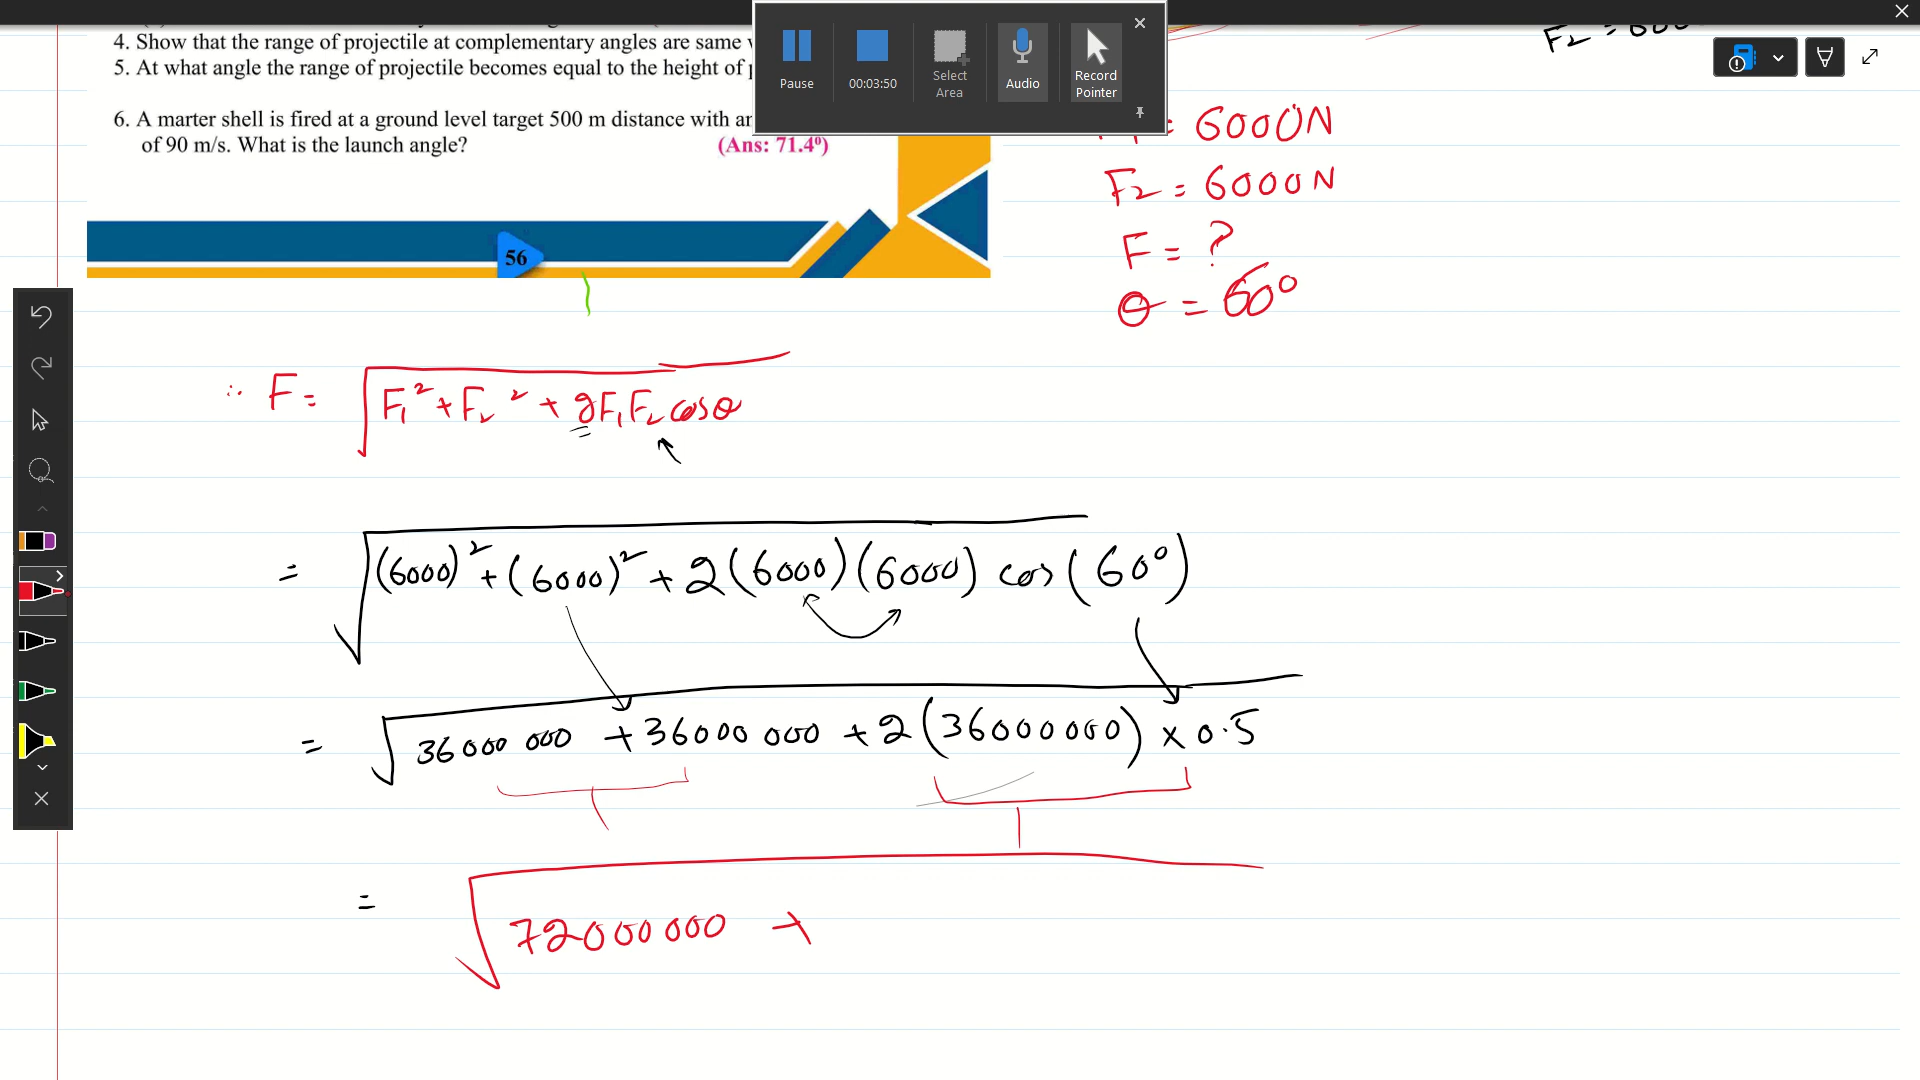 4. Show that the range of projectile at complementary angles are same
5. At what angle the range of projectile becomes equal to the height of
6. A marter shell is fired at a ground level target 500 m distance with an
of 90 m/s. What is the launch angle?
(Ans: 71.4⁰)
56
Pause
00:03:50
Select Area
Audio
Record Pointer
= 6000N
F₂ = 6000N
F = ?
θ = 60°
∴ F = √F₁² + F₂² + 2F₁F₂ cosθ
= √(6000)² + (6000)² + 2(6000)(6000) cos(60°)
= √36000000 + 36000000 + 2(36000000) × 0.5
= √72000000 +